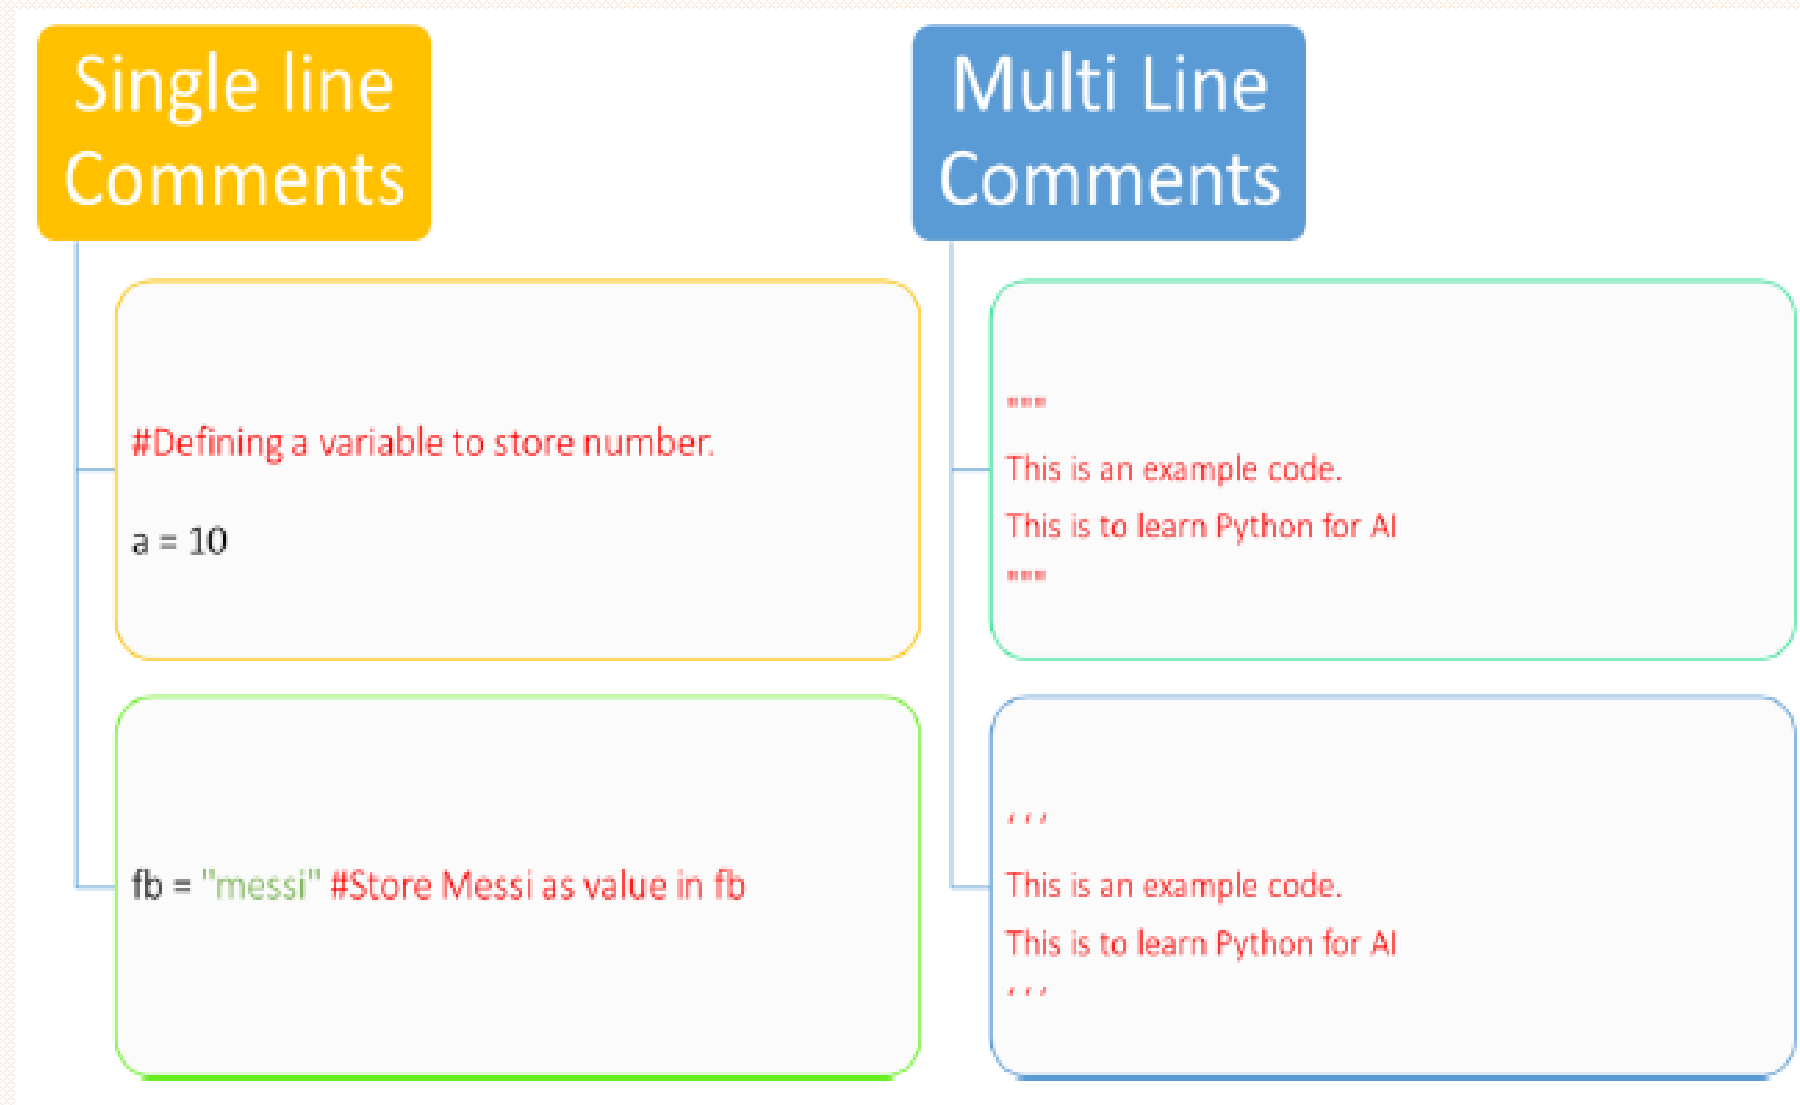 Single line
Comments
#Defining a variable to store number.
a = 10
fb = "messi" #Store Messi as value in fb
Multi Line
Comments
"""
This is an example code.
This is to learn Python for AI
"""
‘ ‘ ’
This is an example code.
This is to learn Python for AI
‘ ‘ ’